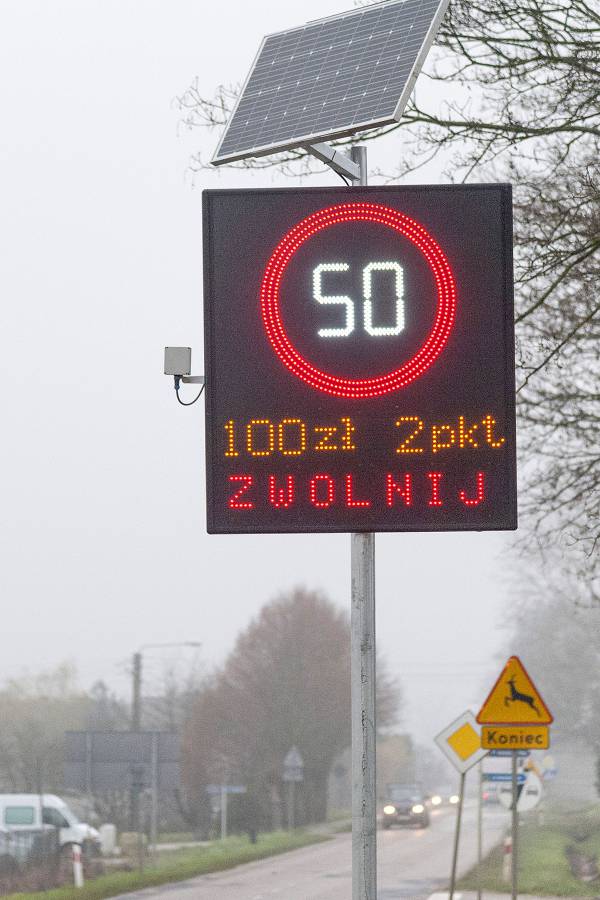 50
100zł 2pkt
ZWOLNIJ
Koniec